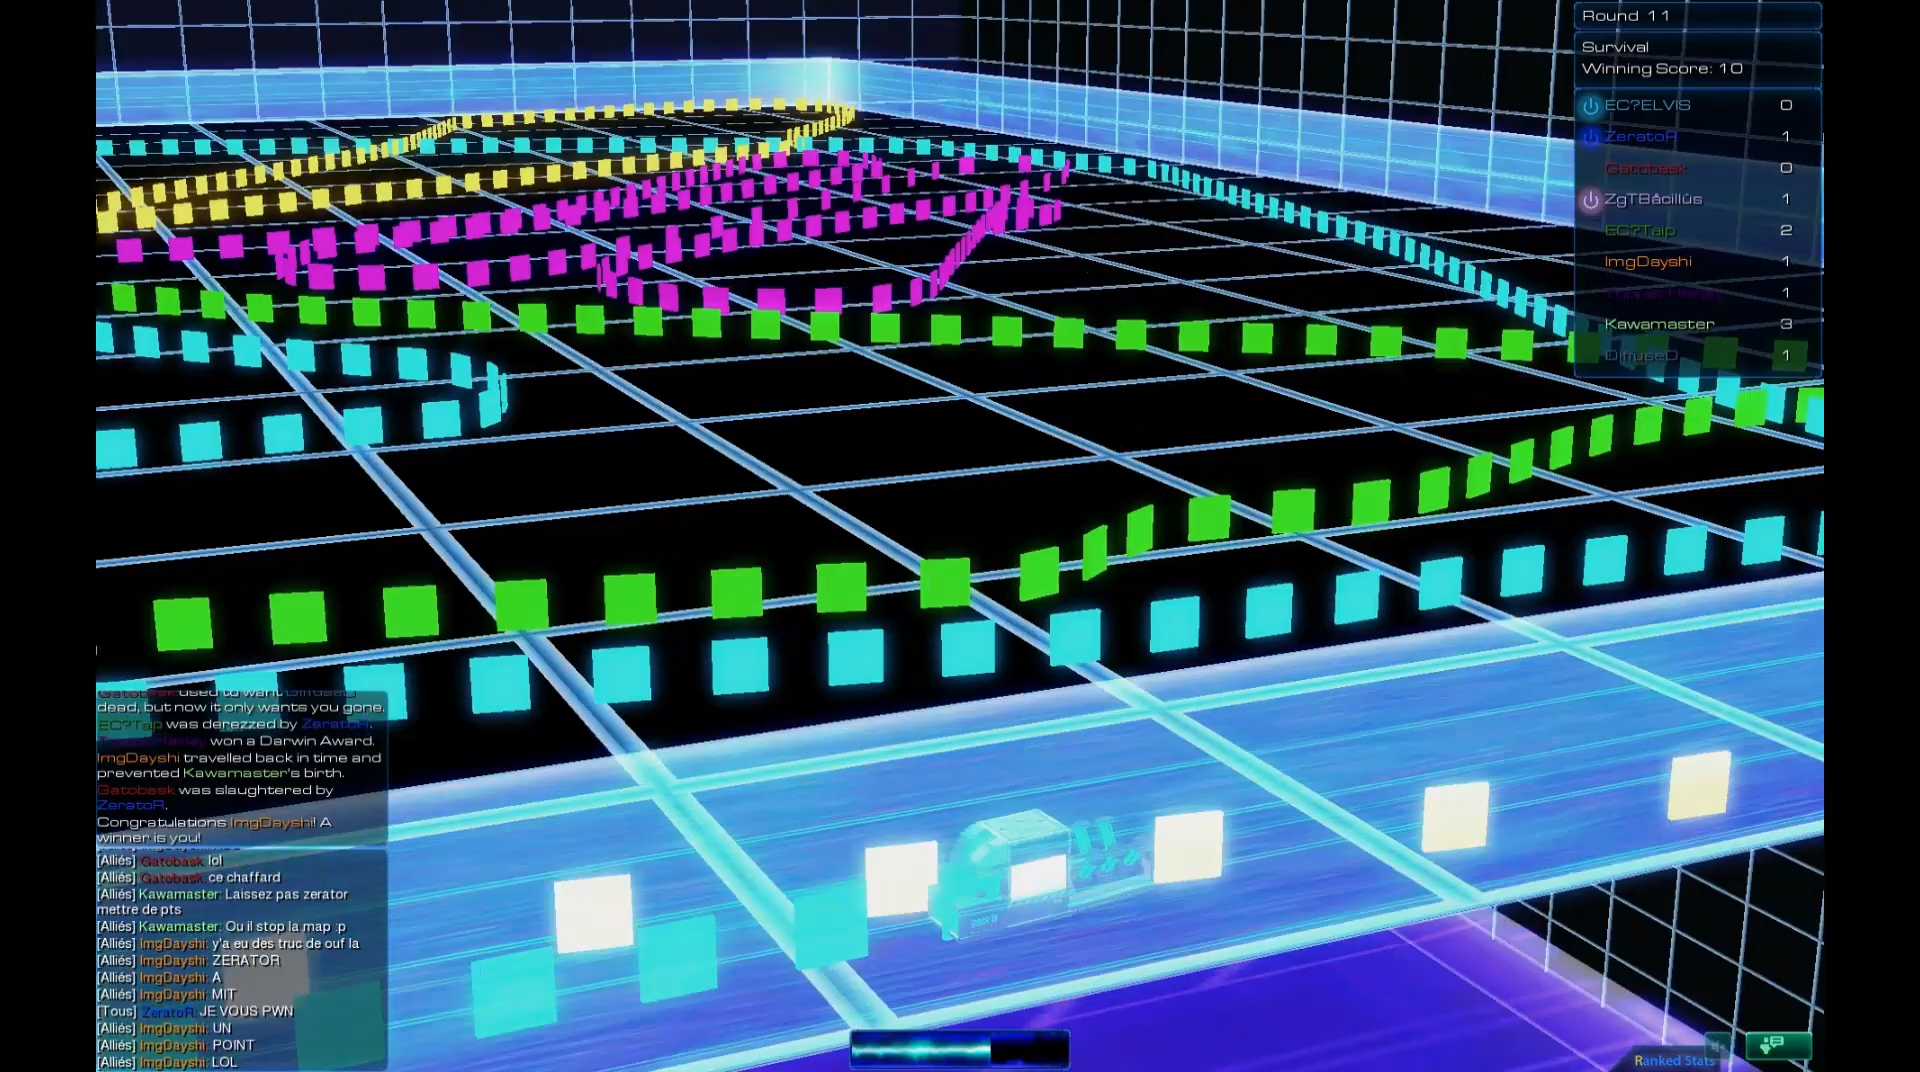 Round 11
Survival
Winning Score: 10
EC?ELVIS 0
ZeratoR 1
Gatobask 0
ZgTBâcillüs 1
EC?Taip 2
ImgDayshi 1
1
Kawamaster 3
DiffuseD 1
Gatobask used to want DiffuseD
dead, but now it only wants you gone.
EC?Taip was derezzed by ZeratoR.
won a Darwin Award.
ImgDayshi travelled back in time and
prevented Kawamaster's birth.
Gatobask was slaughtered by
ZeratoR.
Congratulations ImgDayshi! A
winner is you!
[Alliés] Gatobask: lol
[Alliés] Gatobask: ce chaffard
[Alliés] Kawamaster: Laissez pas zerator
mettre de pts
[Alliés] Kawamaster: Ou il stop la map :p
[Alliés] ImgDayshi: y'a eu des truc de ouf la
[Alliés] ImgDayshi: ZERATOR
[Alliés] ImgDayshi: A
[Alliés] ImgDayshi: MIT
[Tous] ZeratoR: JE VOUS PWN
[Alliés] ImgDayshi: UN
[Alliés] ImgDayshi: POINT
[Alliés] ImgDayshi: LOL
Ranked Stats